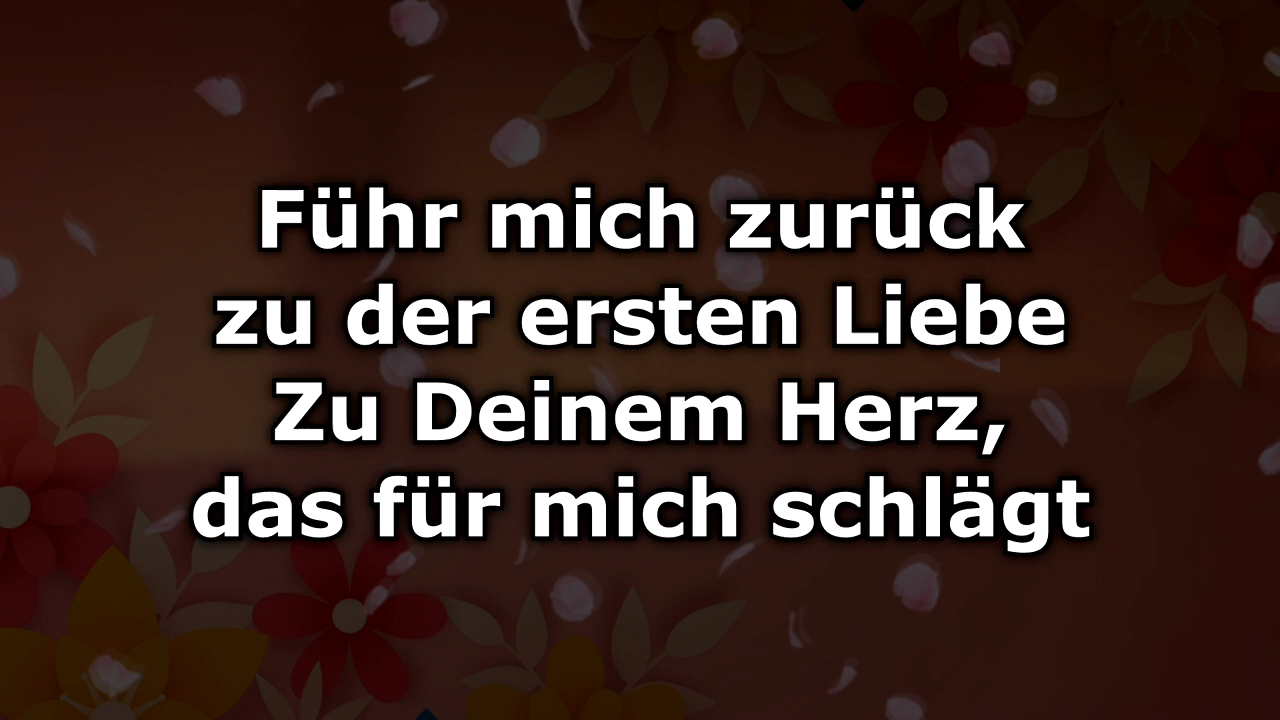 Führ mich zurück
zu der ersten Liebe
Zu Deinem Herz,
das für mich schlägt